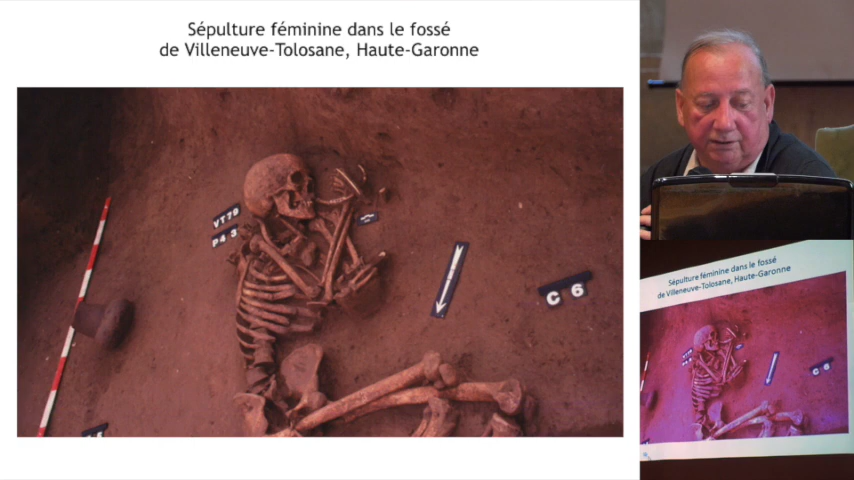 Sépulture féminine dans le fossé
de Villeneuve-Tolosane, Haute-Garonne
VT79
P4 3
C 6
Sépulture féminine dans le fossé
de Villeneuve-Tolosane, Haute-Garonne
C 6